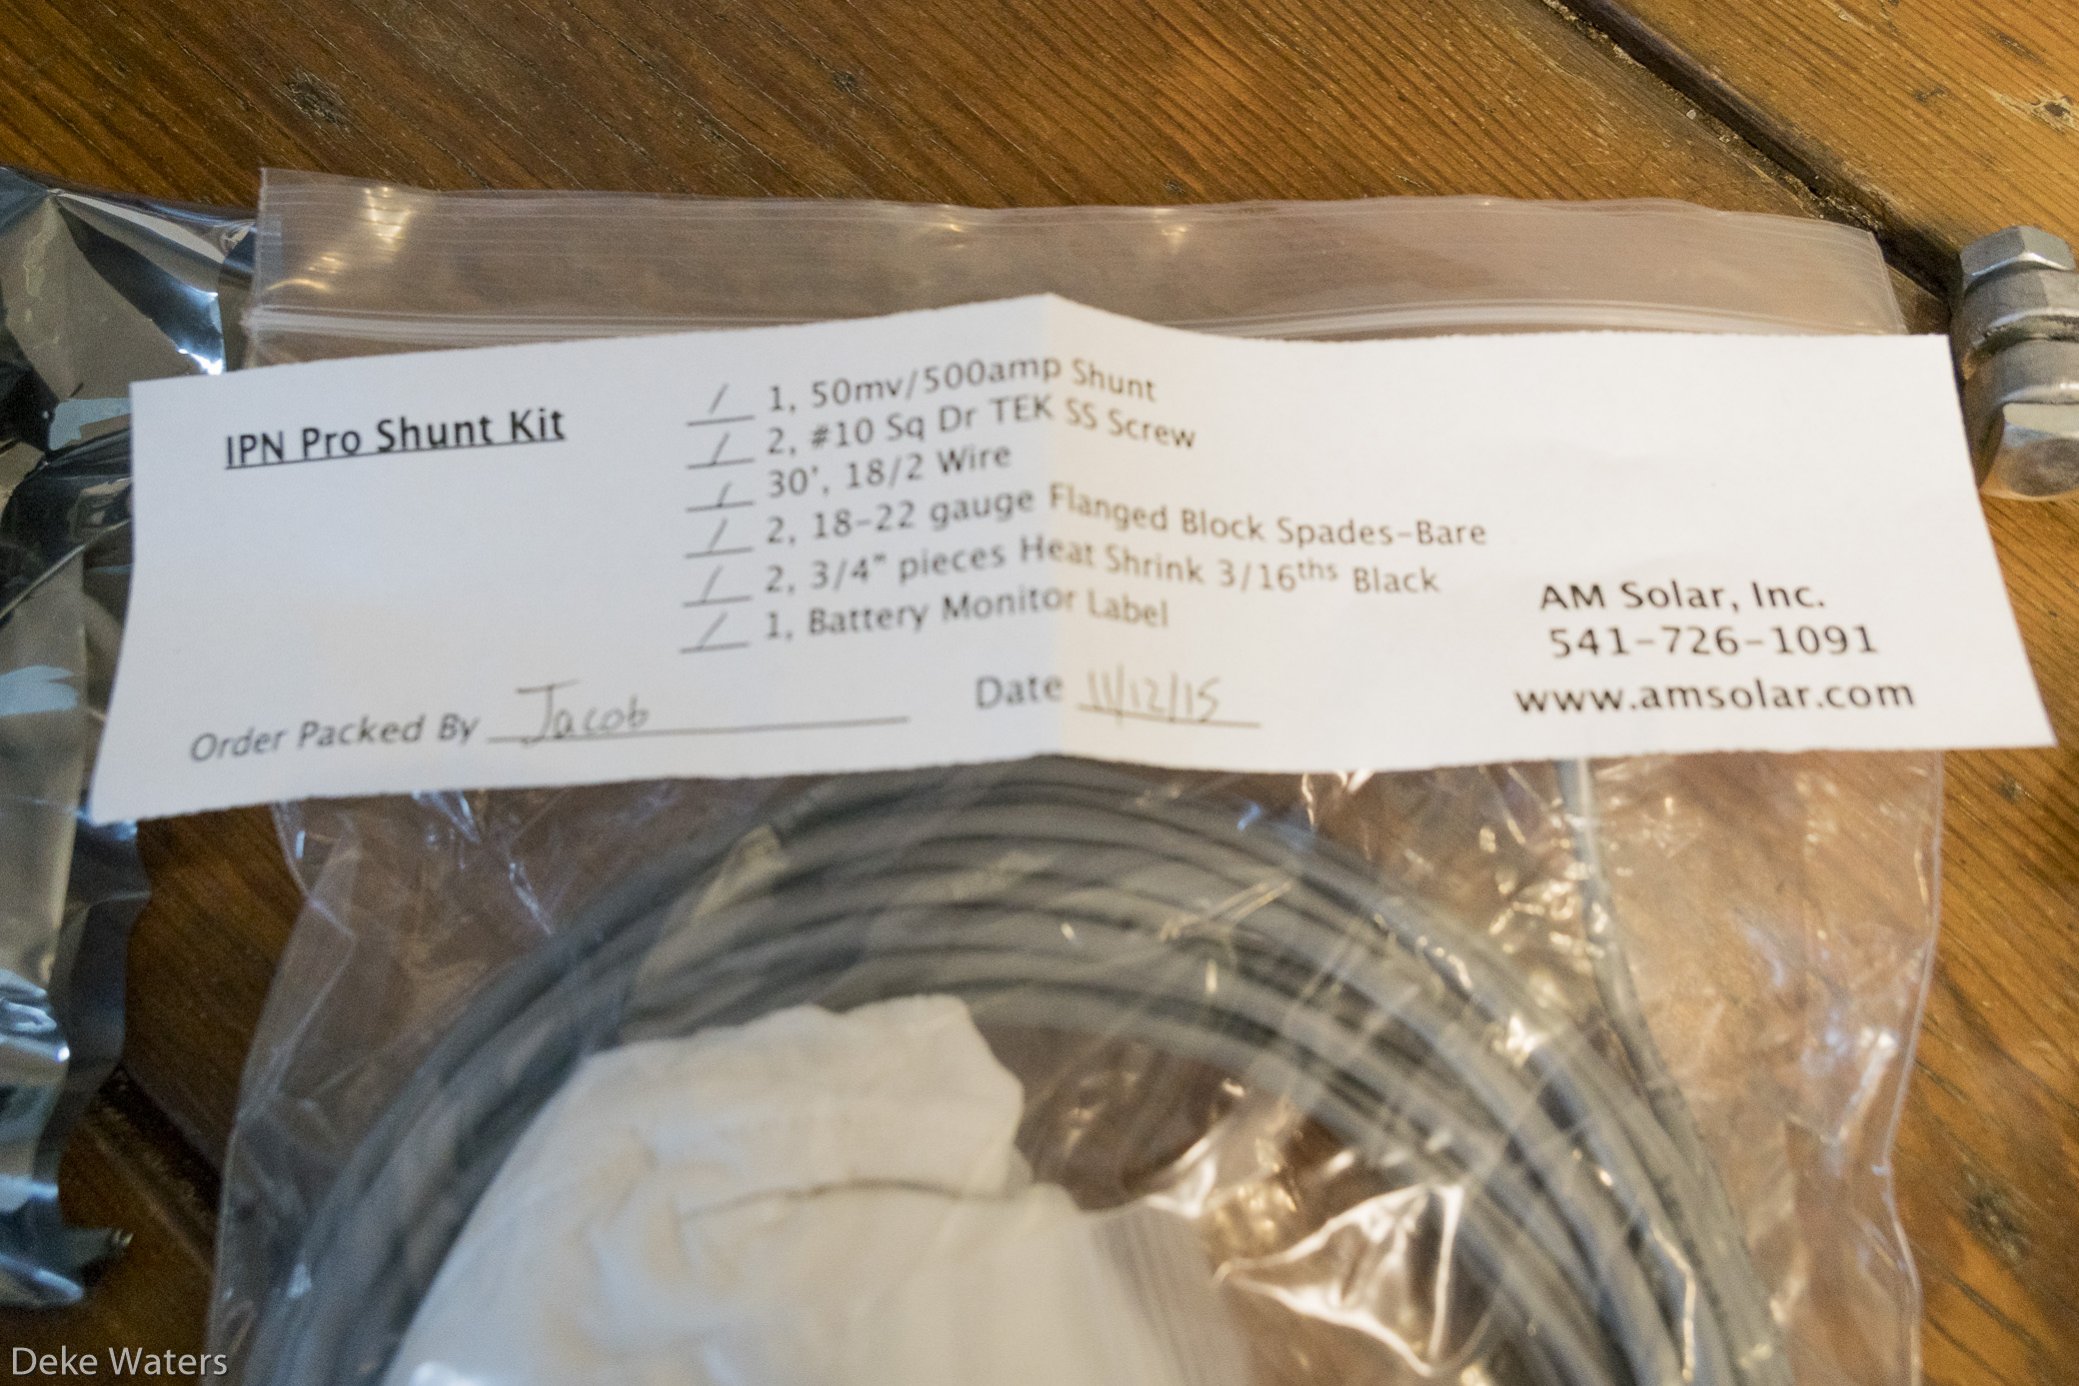 IPN Pro Shunt Kit
/ 1, 50mv/500amp Shunt
/ 2, #10 Sq Dr TEK SS Screw
/ 30', 18/2 Wire
/ 2, 18-22 gauge Flanged Block Spades-Bare
/ 2, 3/4" pieces Heat Shrink 3/16ths Black
/ 1, Battery Monitor Label
Order Packed By Jacob Date 11/12/15
AM Solar, Inc.
541-726-1091
www.amsolar.com
Deke Waters